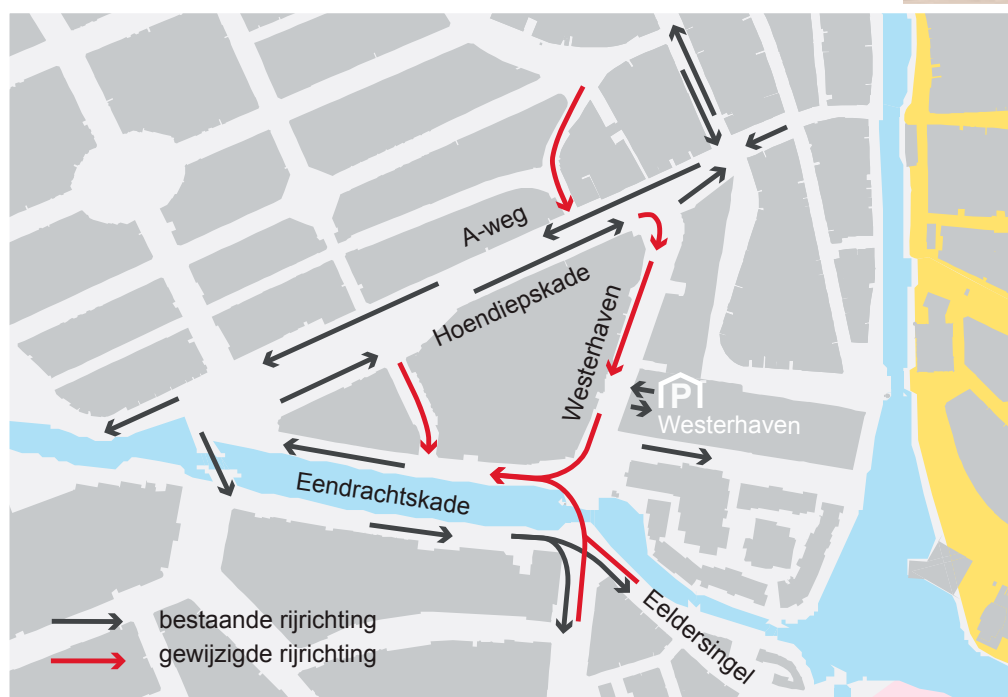 A-weg
Hoendiepskade
Westerhaven
P
Westerhaven
Eendrachtskade
Eeldersingel
bestaande rijrichting
gewijzigde rijrichting